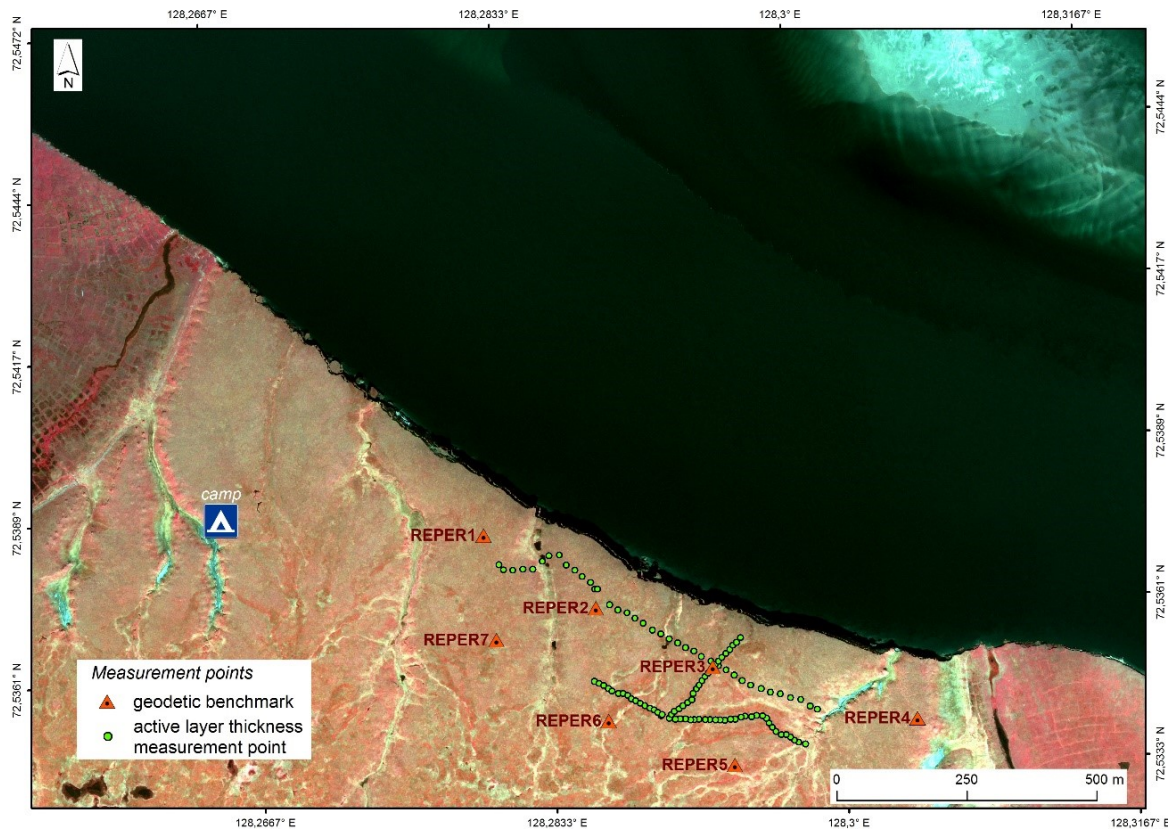 128,2667° E
128,2833° E
128,3° E
128,3167° E
72,5472° N
72,5444° N
72,5417° N
72,5389° N
72,5361° N
72,5444° N
72,5417° N
72,5389° N
72,5361° N
72,5333° N
N
camp
REPER1
REPER2
REPER7
REPER3
REPER6
REPER4
REPER5
Measurement points
geodetic benchmark
active layer thickness
measurement point
0 250 500 m
128,2667° E
128,2833° E
128,3° E
128,3167° E